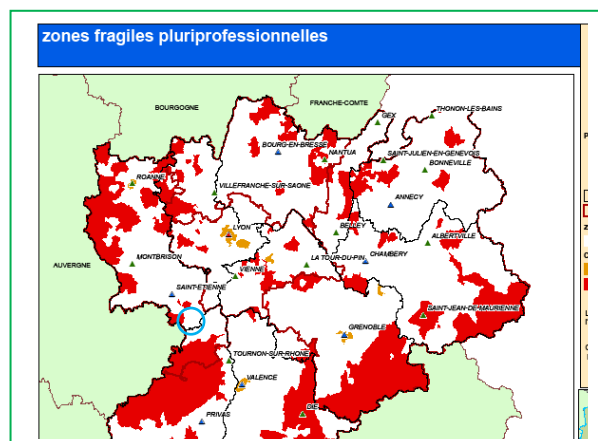 zones fragiles pluriprofessionnelles
BOURGOGNE
FRANCHE-COMTE
THONON-LES-BAINS
GEX
BOURG-EN-BRESSE
NANTUA
SAINT-JULIEN-EN-GENEVOIS
BONNEVILLE
ROANNE
VILLEFRANCHE-SUR-SAONE
ANNECY
LYON
BELLEY
ALBERTVILLE
AUVERGNE
MONTBRISON
VIENNE
LA TOUR-DU-PIN
CHAMBERY
SAINT-ETIENNE
SAINT-JEAN-DE-MAURIENNE
GRENOBLE
TOURNON-SUR-RHONE
VALENCE
PRIVAS
DIE